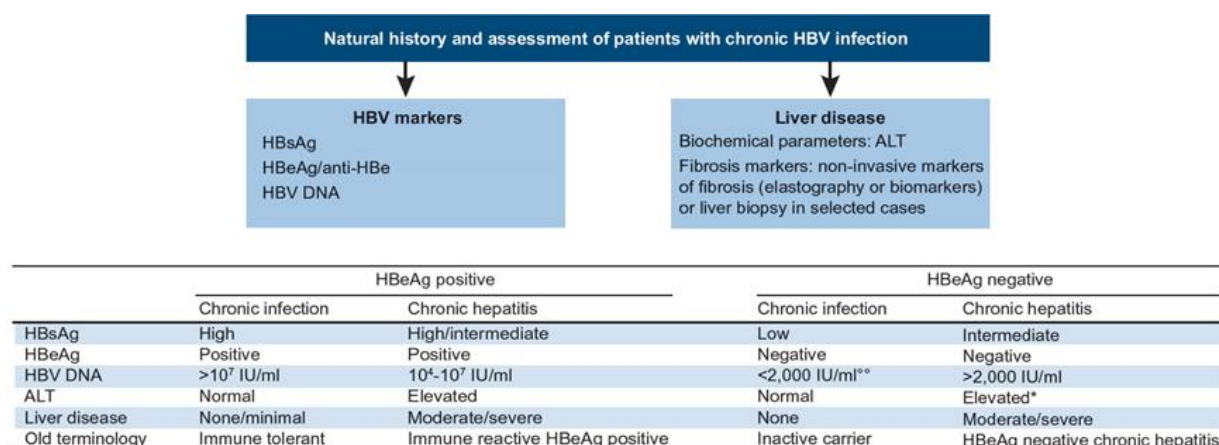 Natural history and assessment of patients with chronic HBV infection
HBV markers
HBsAg
HBeAg/anti-HBe
HBV DNA
Liver disease
Biochemical parameters: ALT
Fibrosis markers: non-invasive markers
of fibrosis (elastography or biomarkers)
or liver biopsy in selected cases
HBeAg positive HBeAg negative
Chronic infection Chronic hepatitis Chronic infection Chronic hepatitis
HBsAg High High/intermediate Low Intermediate
HBeAg Positive Positive Negative Negative
HBV DNA >10⁷ IU/ml 10⁴-10⁷ IU/ml <2,000 IU/ml°° >2,000 IU/ml
ALT Normal Elevated Normal Elevated*
Liver disease None/minimal Moderate/severe None Moderate/severe
Old terminology Immune tolerant Immune reactive HBeAg positive Inactive carrier HBeAg negative chronic hepatitis